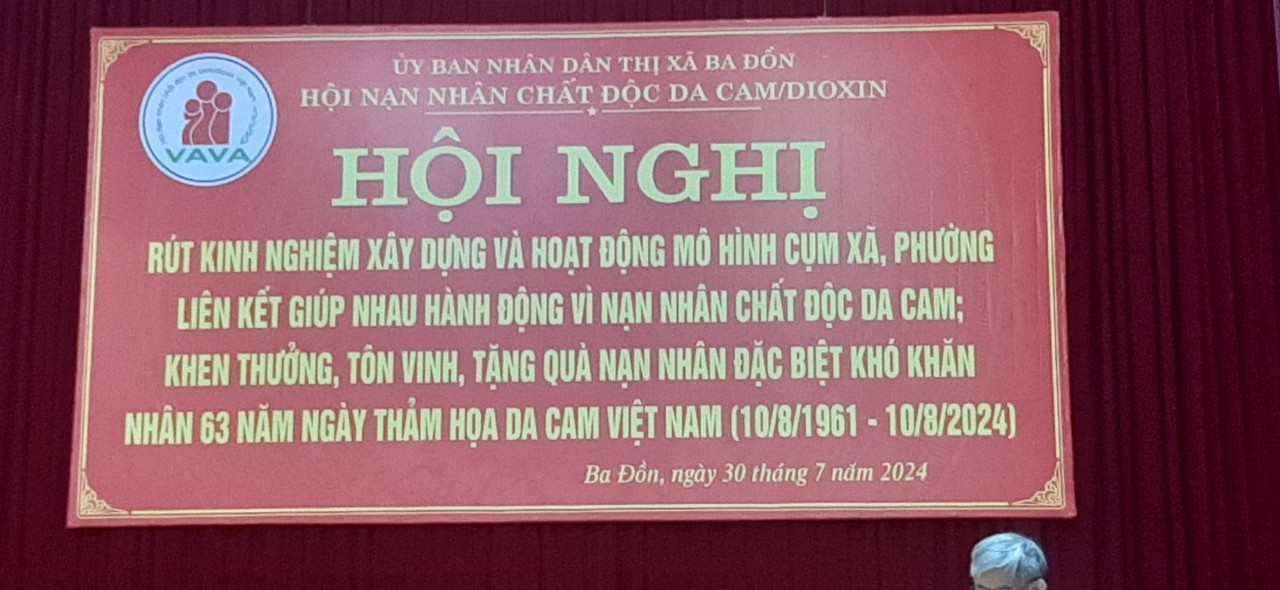 ỦY BAN NHÂN DÂN THỊ XÃ BA ĐỒN
HỘI NẠN NHÂN CHẤT ĐỘC DA CAM/DIOXIN
VAVA
HỘI NGHỊ
RÚT KINH NGHIỆM XÂY DỰNG VÀ HOẠT ĐỘNG MÔ HÌNH CỤM XÃ, PHƯỜNG
LIÊN KẾT GIÚP NHAU HÀNH ĐỘNG VÌ NẠN NHÂN CHẤT ĐỘC DA CAM;
KHEN THƯỞNG, TÔN VINH, TẶNG QUÀ NẠN NHÂN ĐẶC BIỆT KHÓ KHĂN
NHÂN 63 NĂM NGÀY THẢM HỌA DA CAM VIỆT NAM (10/8/1961 - 10/8/2024)
Ba Đồn, ngày 30 tháng 7 năm 2024